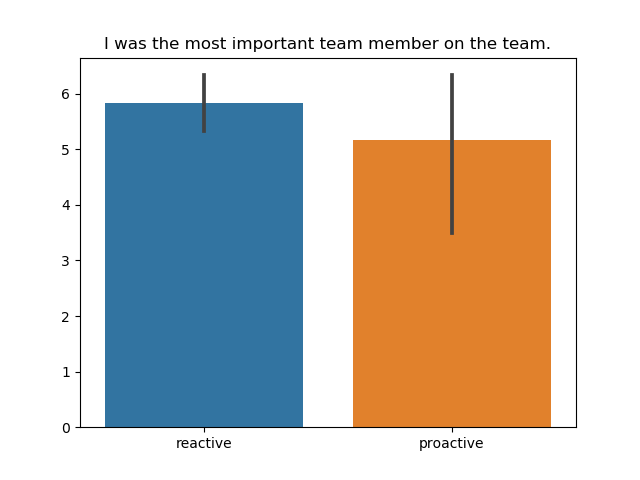 I was the most important team member on the team.
6
5
4
3
2
1
0
reactive
proactive